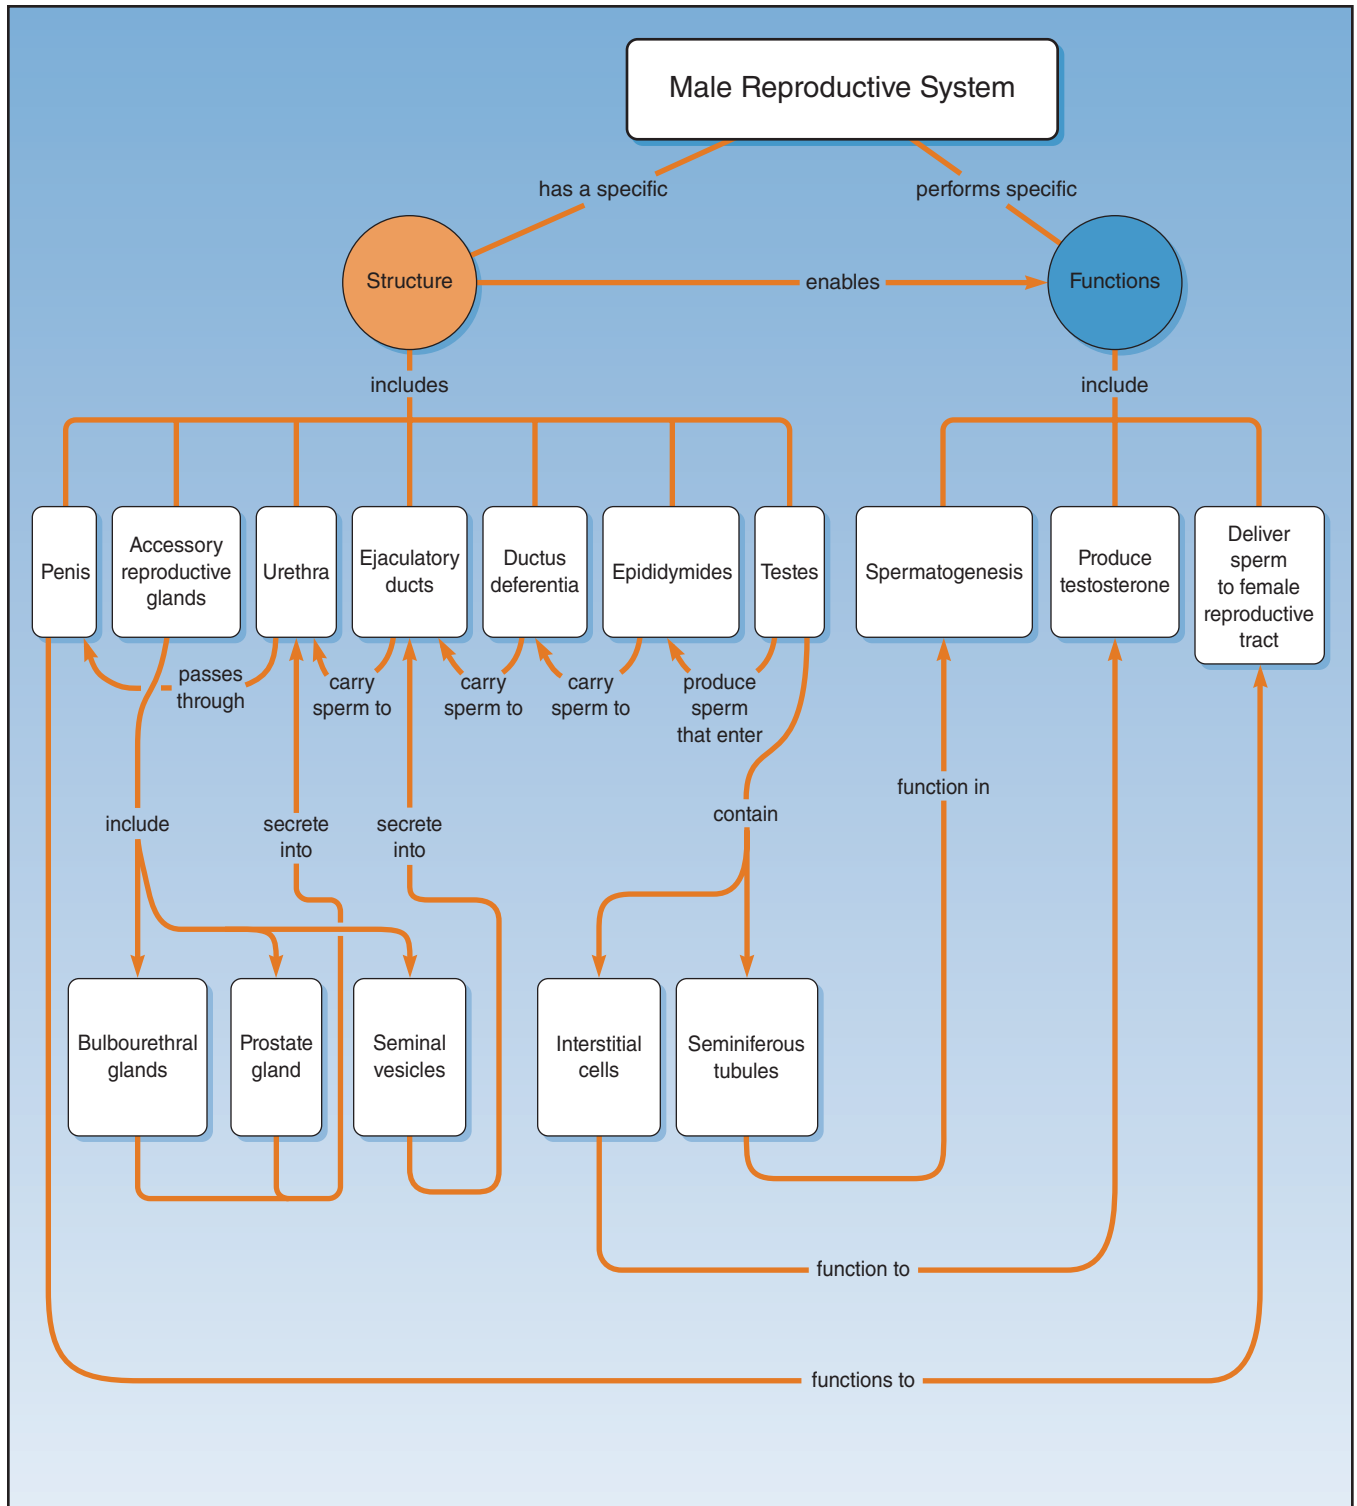 Male Reproductive System
has a specific
performs specific
Structure
enables
Functions
includes
include
Penis
Accessory
reproductive
glands
Urethra
Ejaculatory
ducts
Ductus
deferentia
Epididymides
Testes
Spermatogenesis
Produce
testosterone
Deliver
sperm
to female
reproductive
tract
passes
through
carry
sperm to
carry
sperm to
carry
sperm to
produce
sperm
that enter
function in
include
secrete
into
secrete
into
contain
Bulbourethral
glands
Prostate
gland
Seminal
vesicles
Interstitial
cells
Seminiferous
tubules
function to
functions to